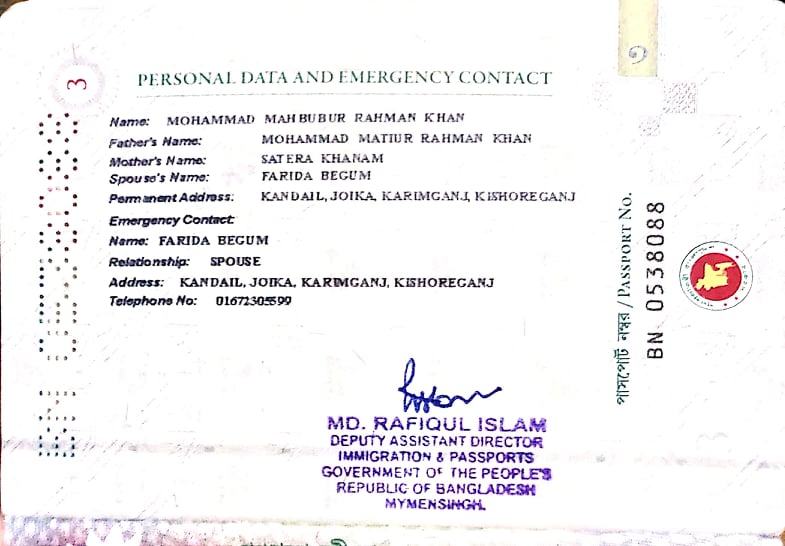 3
PERSONAL DATA AND EMERGENCY CONTACT
Name: MOHAMMAD MAHBUBUR RAHMAN KHAN
Father's Name: MOHAMMAD MATIUR RAHMAN KHAN
Mother's Name: SATERA KHANAM
Spouse's Name: FARIDA BEGUM
Permanent Address: KANDAIL, JOIKA, KARIMGANJ, KISHOREGANJ
Emergency Contact:
Name: FARIDA BEGUM
Relationship: SPOUSE
Address: KANDAIL, JOIKA, KARIMGANJ, KISHOREGANJ
Telephone No: 01672305599
MD. RAFIQUL ISLAM
DEPUTY ASSISTANT DIRECTOR
IMMIGRATION & PASSPORTS
GOVERNMENT OF THE PEOPLE'S
REPUBLIC OF BANGLADESH
MYMENSINGH.
পাসপোর্ট নম্বর / PASSPORT No.
BN 0538088